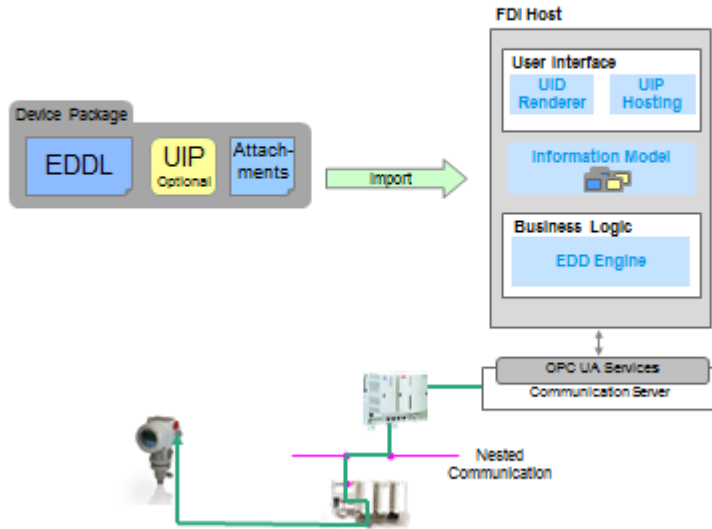 FDI Host
User Interface
UID
Renderer
UIP
Hosting
Device Package
EDDL
UIP
Optional
Attach-
ments
Import
Information Model
Business Logic
EDD Engine
OPC UA Services
Communication Server
Nested
Communication